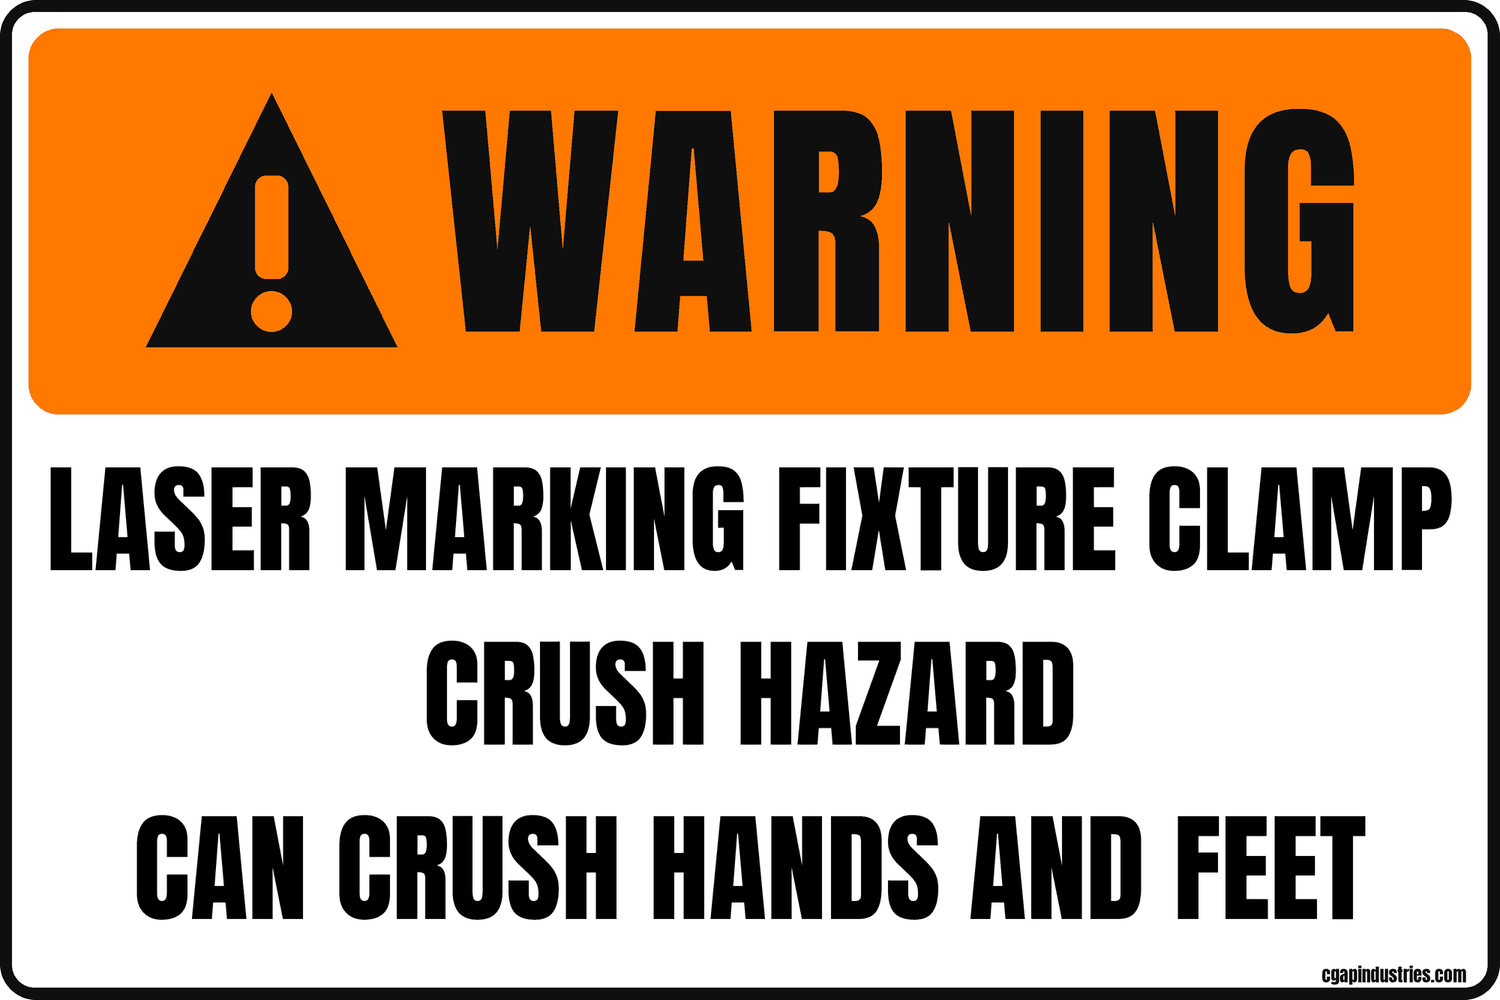 WARNING
LASER MARKING FIXTURE CLAMP
CRUSH HAZARD
CAN CRUSH HANDS AND FEET
cgapindustries.com